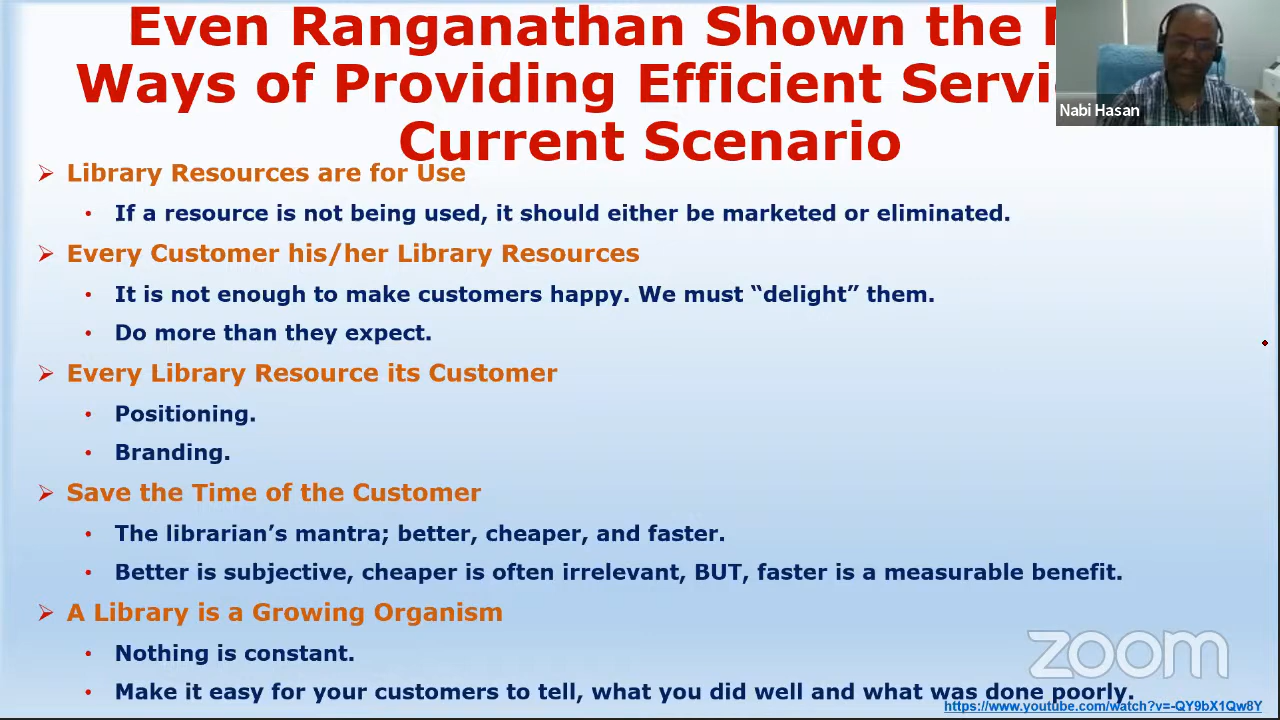 Even Ranganathan Shown the
Ways of Providing Efficient
Current Scenario
Nabi Hasan
Library Resources are for Use
If a resource is not being used, it should either be marketed or eliminated.
Every Customer his/her Library Resources
It is not enough to make customers happy. We must “delight” them.
Do more than they expect.
Every Library Resource its Customer
Positioning.
Branding.
Save the Time of the Customer
The librarian’s mantra; better, cheaper, and faster.
Better is subjective, cheaper is often irrelevant, BUT, faster is a measurable benefit.
A Library is a Growing Organism
Nothing is constant.
Make it easy for your customers to tell, what you did well and what was done poorly.
zoom
https://www.youtube.com/watch?v=-QY9bX1Qw8Y